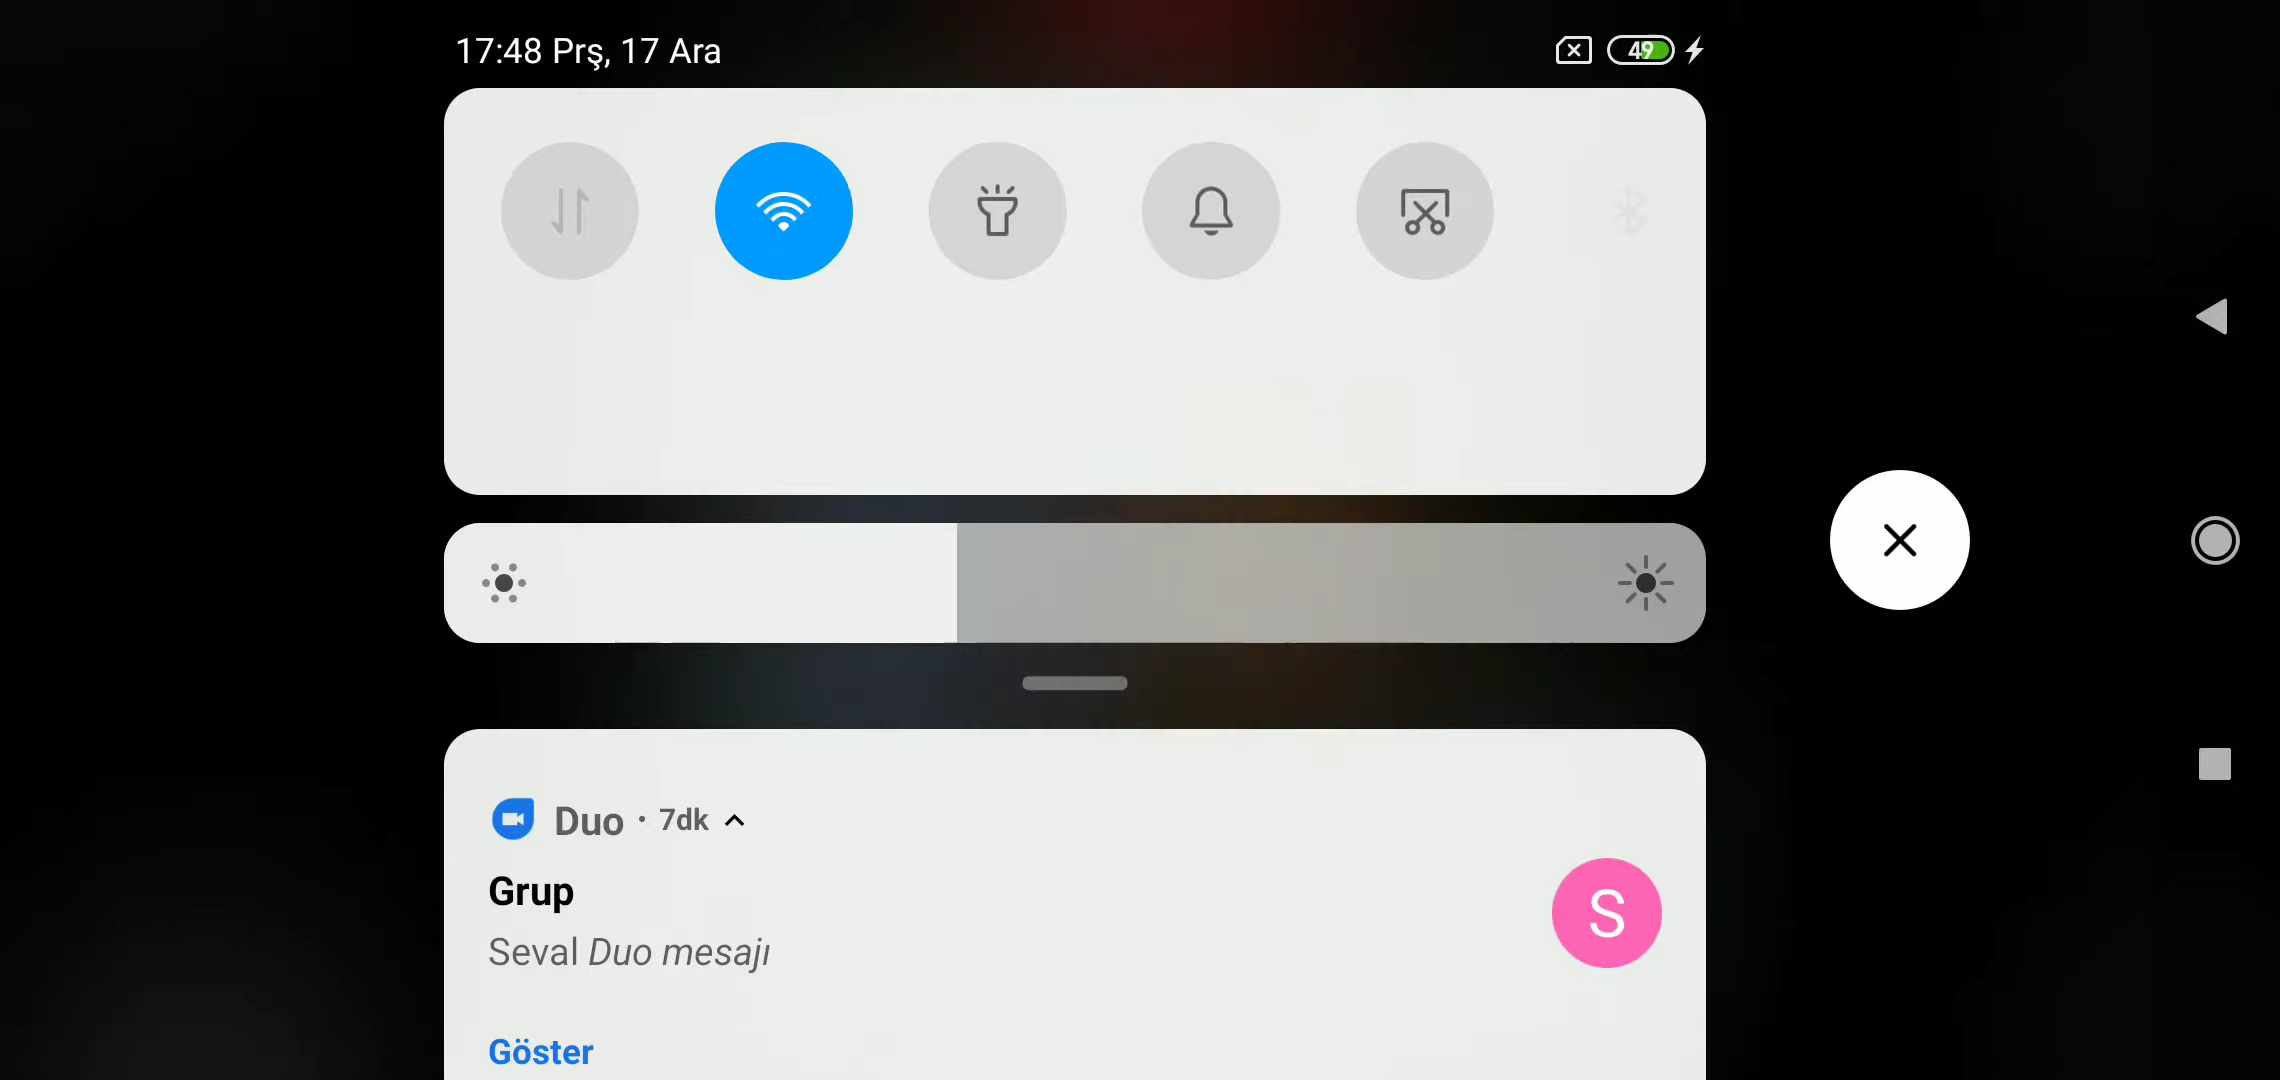 17:48 Prş, 17 Ara
49
Duo · 7dk
Grup
S
Seval Duo mesajı
Göster